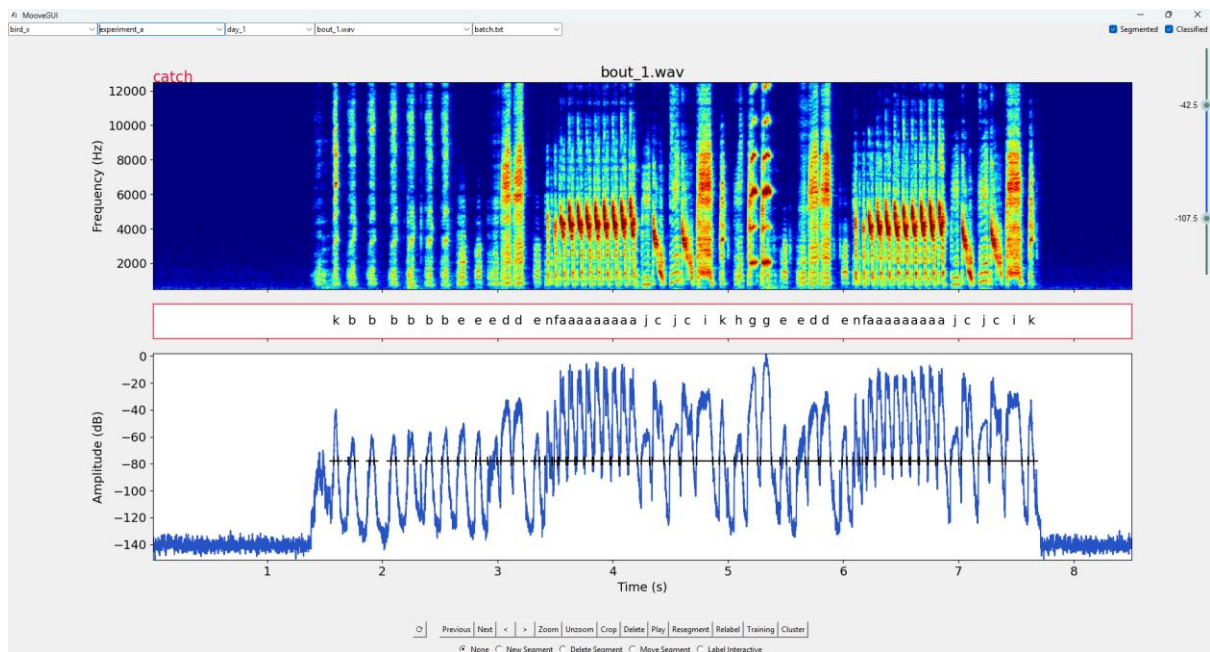 MooveGUI
bird_x experiment_a day_1 bout_1.wav batch.txt Segmented Classified
catch
bout_1.wav
12000
10000
8000
6000
4000
2000
Frequency (Hz)
-42.5
-107.5
k b b b b b b e e e d d e n f a a a a a a a a a j c j c i k h g g e e d d e n f a a a a a a a a a j c j c i k
0
−20
−40
−60
−80
−100
−120
−140
Amplitude (dB)
1 2 3 4 5 6 7 8
Time (s)
Previous Next < > Zoom Unzoom Crop Delete Play Resegment Relabel Training Cluster
None New Segment Delete Segment Move Segment Label Interactive